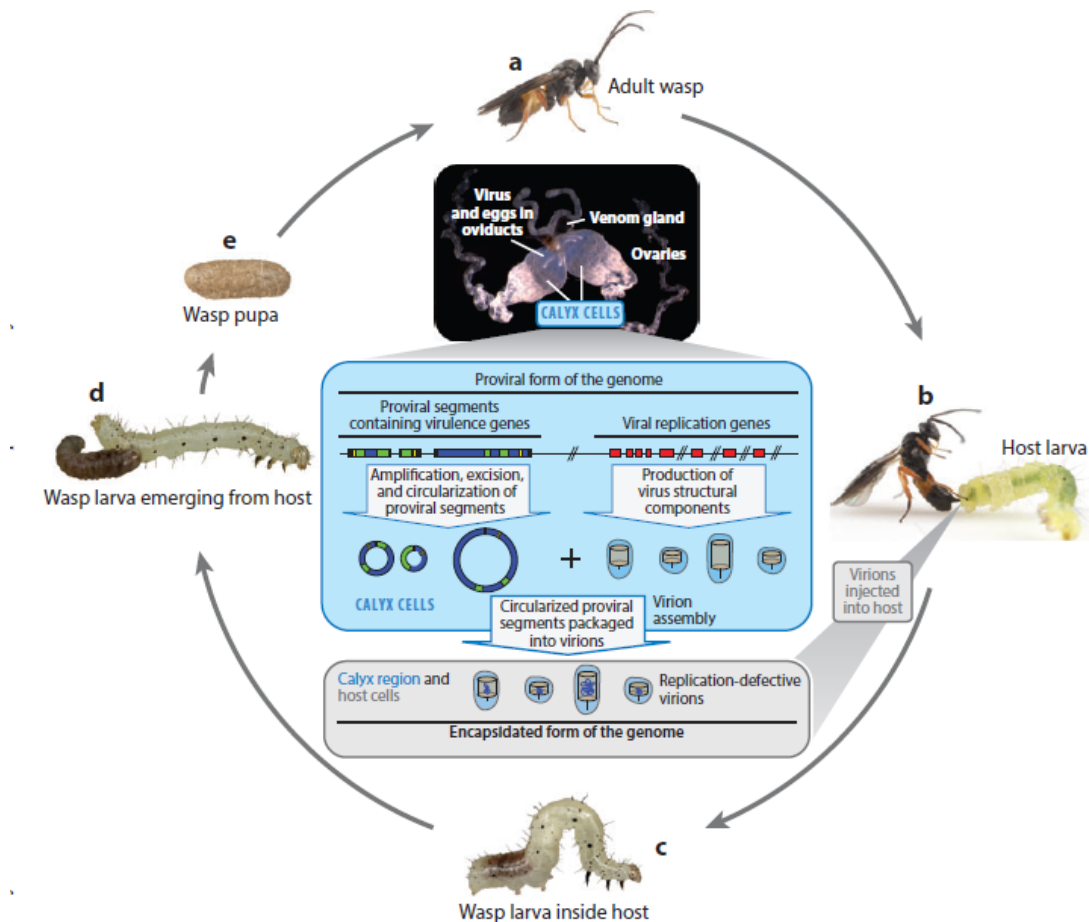 a
Adult wasp
Virus
and eggs in
oviducts
Venom gland
Ovaries
CALYX CELLS
e
Wasp pupa
d
Wasp larva emerging from host
b
Host larva
Proviral form of the genome
Proviral segments
containing virulence genes
Viral replication genes
Amplification, excision,
and circularization of
proviral segments
Production of
virus structural
components
+
CALYX CELLS
Virion
assembly
Circularized proviral
segments packaged
into virions
Virions
injected
into host
Calyx region and
host cells
Replication-defective
virions
Encapsidated form of the genome
c
Wasp larva inside host